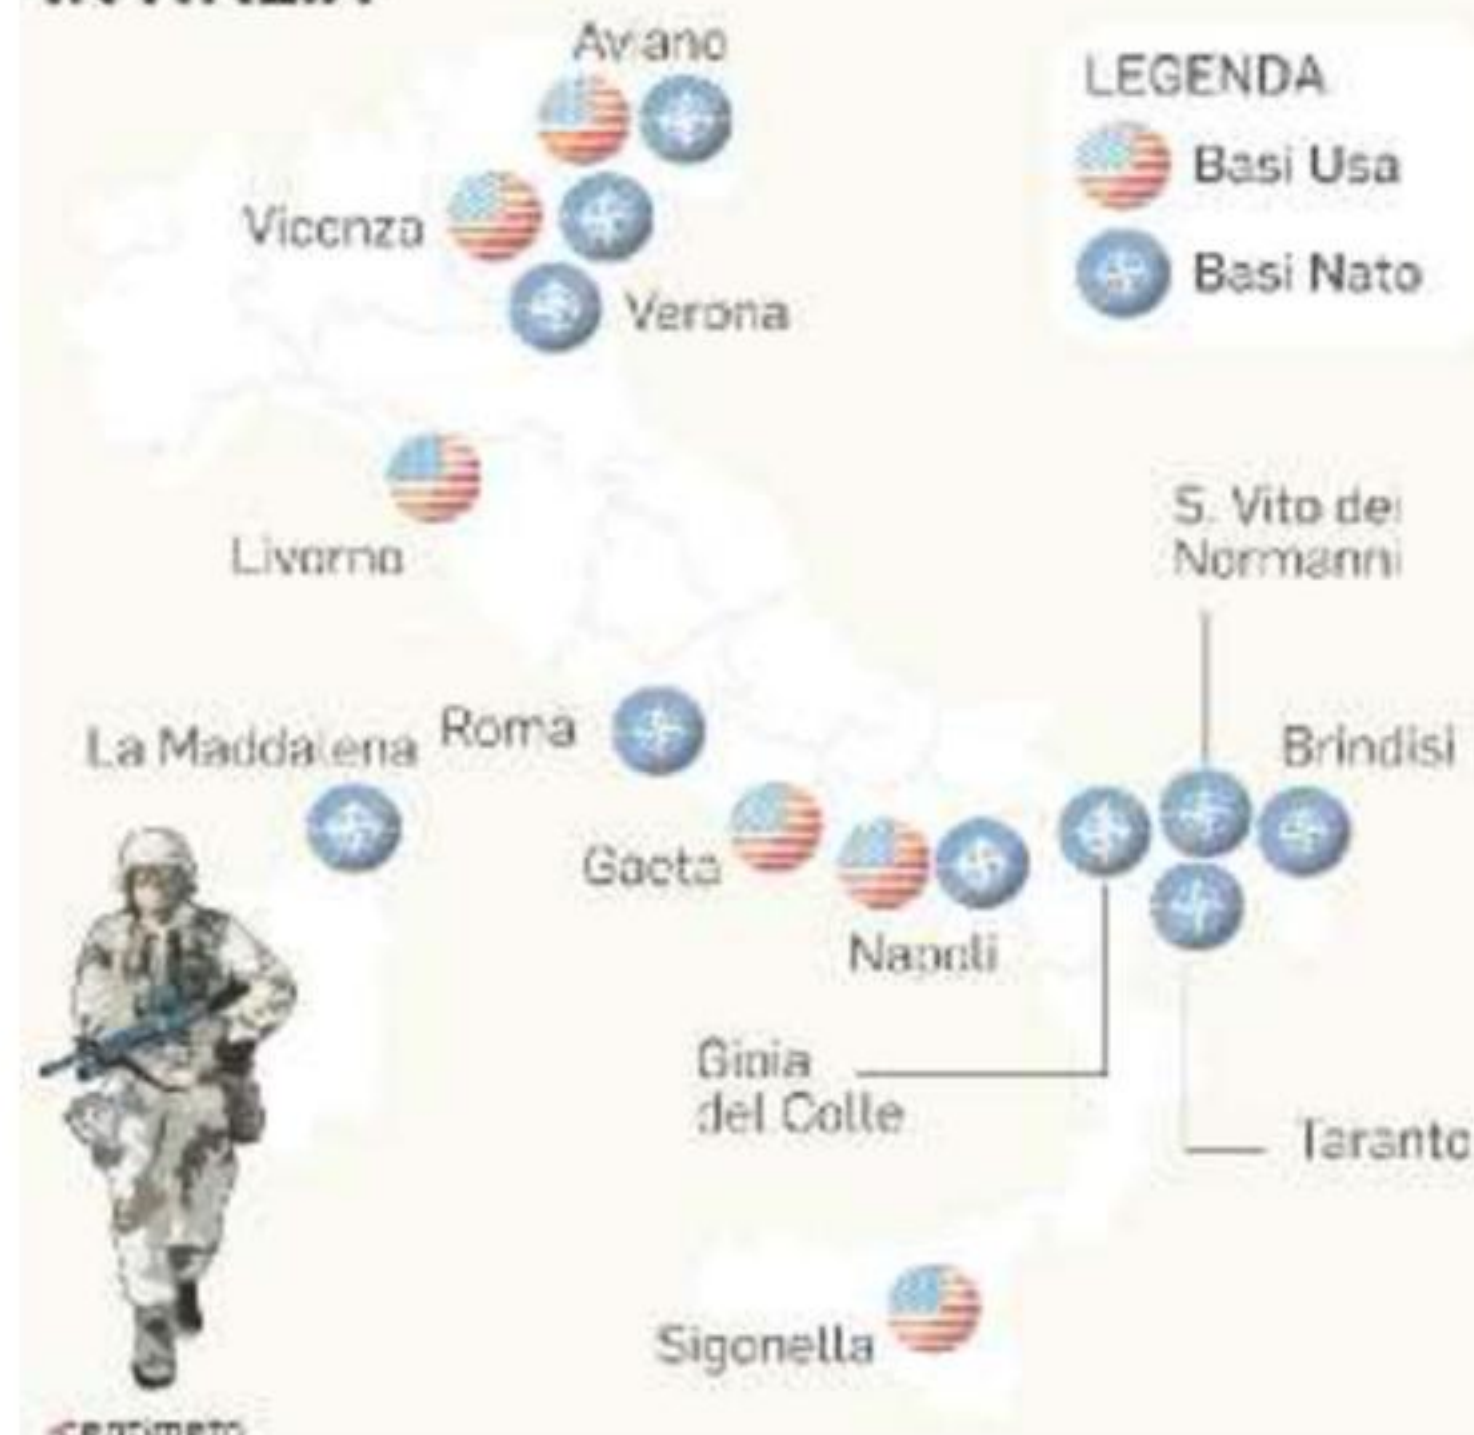 Aviano
LEGENDA
Basi Usa
Vicenza
Basi Nato
Verona
S. Vito dei
Normanni
Livorno
La Maddalena
Roma
Brindisi
Gaeta
Napoli
Gioia
del Colle
Taranto
Sigonella